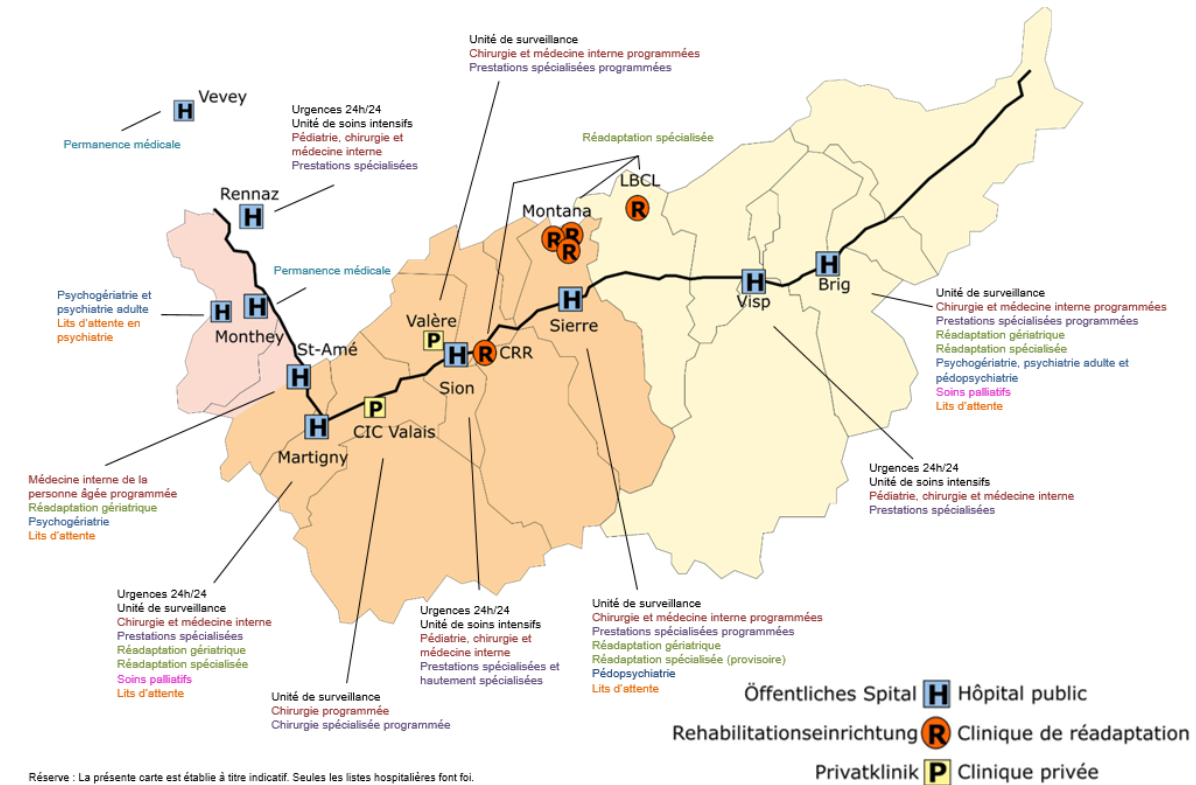 Unité de surveillance
Chirurgie et médecine interne programmées
Prestations spécialisées programmées
Vevey
Permanence médicale
Urgences 24h/24
Unité de soins intensifs
Pédiatrie, chirurgie et
médecine interne
Prestations spécialisées
Réadaptation spécialisée
Rennaz
LBCL
Montana
Permanence médicale
Psychogériatrie et
psychiatrie adulte
Lits d'attente en
psychiatrie
Monthey
St-Amé
Valère
Sion
CRR
Sierre
Visp
Brig
CIC Valais
Martigny
Unité de surveillance
Chirurgie et médecine interne programmées
Prestations spécialisées programmées
Réadaptation gériatrique
Réadaptation spécialisée
Psychogériatrie, psychiatrie adulte et
pédopsychiatrie
Soins palliatifs
Lits d'attente
Urgences 24h/24
Unité de soins intensifs
Pédiatrie, chirurgie et médecine interne
Prestations spécialisées
Médecine interne de la
personne âgée programmée
Réadaptation gériatrique
Psychogériatrie
Lits d'attente
Urgences 24h/24
Unité de surveillance
Chirurgie et médecine interne
Prestations spécialisées
Réadaptation gériatrique
Réadaptation spécialisée
Soins palliatifs
Lits d'attente
Unité de surveillance
Chirurgie programmée
Chirurgie spécialisée programmée
Urgences 24h/24
Unité de soins intensifs
Pédiatrie, chirurgie et
médecine interne
Prestations spécialisées et
hautement spécialisées
Unité de surveillance
Chirurgie et médecine interne programmées
Prestations spécialisées programmées
Réadaptation gériatrique
Réadaptation spécialisée (provisoire)
Pédopsychiatrie
Lits d'attente
Öffentliches Spital H Hôpital public
Rehabilitationseinrichtung R Clinique de réadaptation
Privatklinik P Clinique privée
Réserve : La présente carte est établie à titre indicatif. Seules les listes hospitalières font foi.